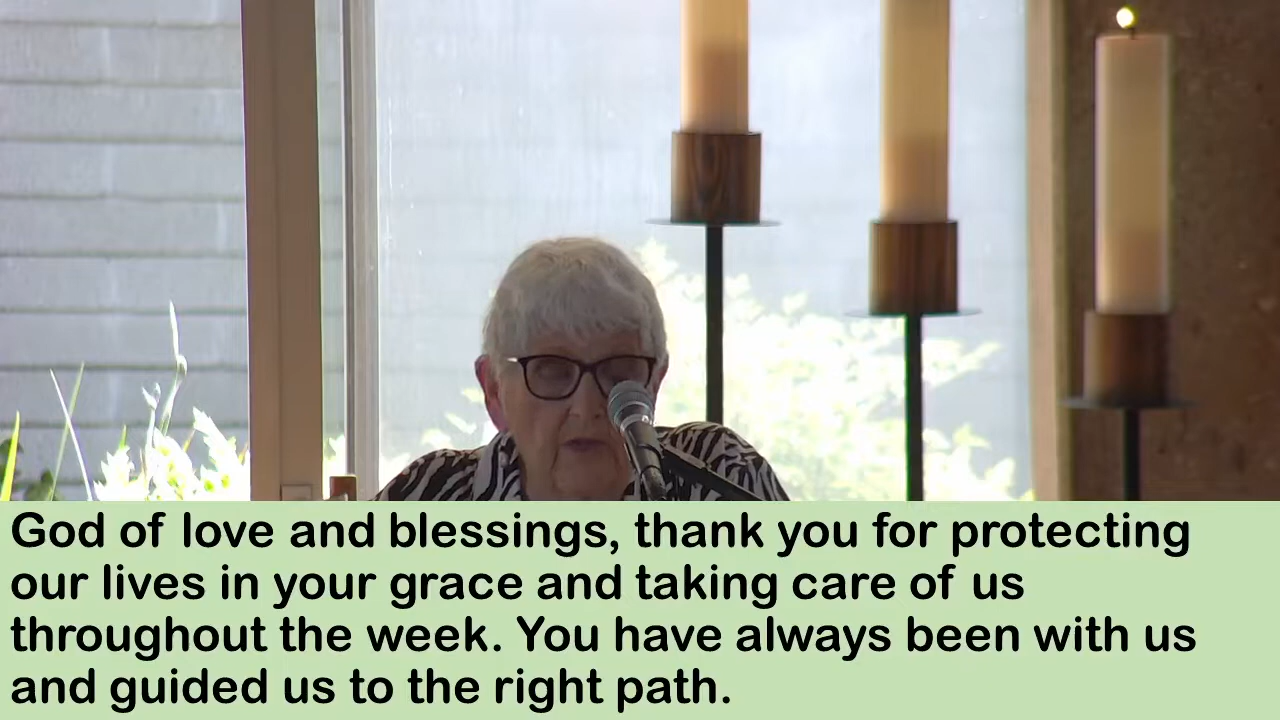 God of love and blessings, thank you for protecting
our lives in your grace and taking care of us
throughout the week. You have always been with us
and guided us to the right path.